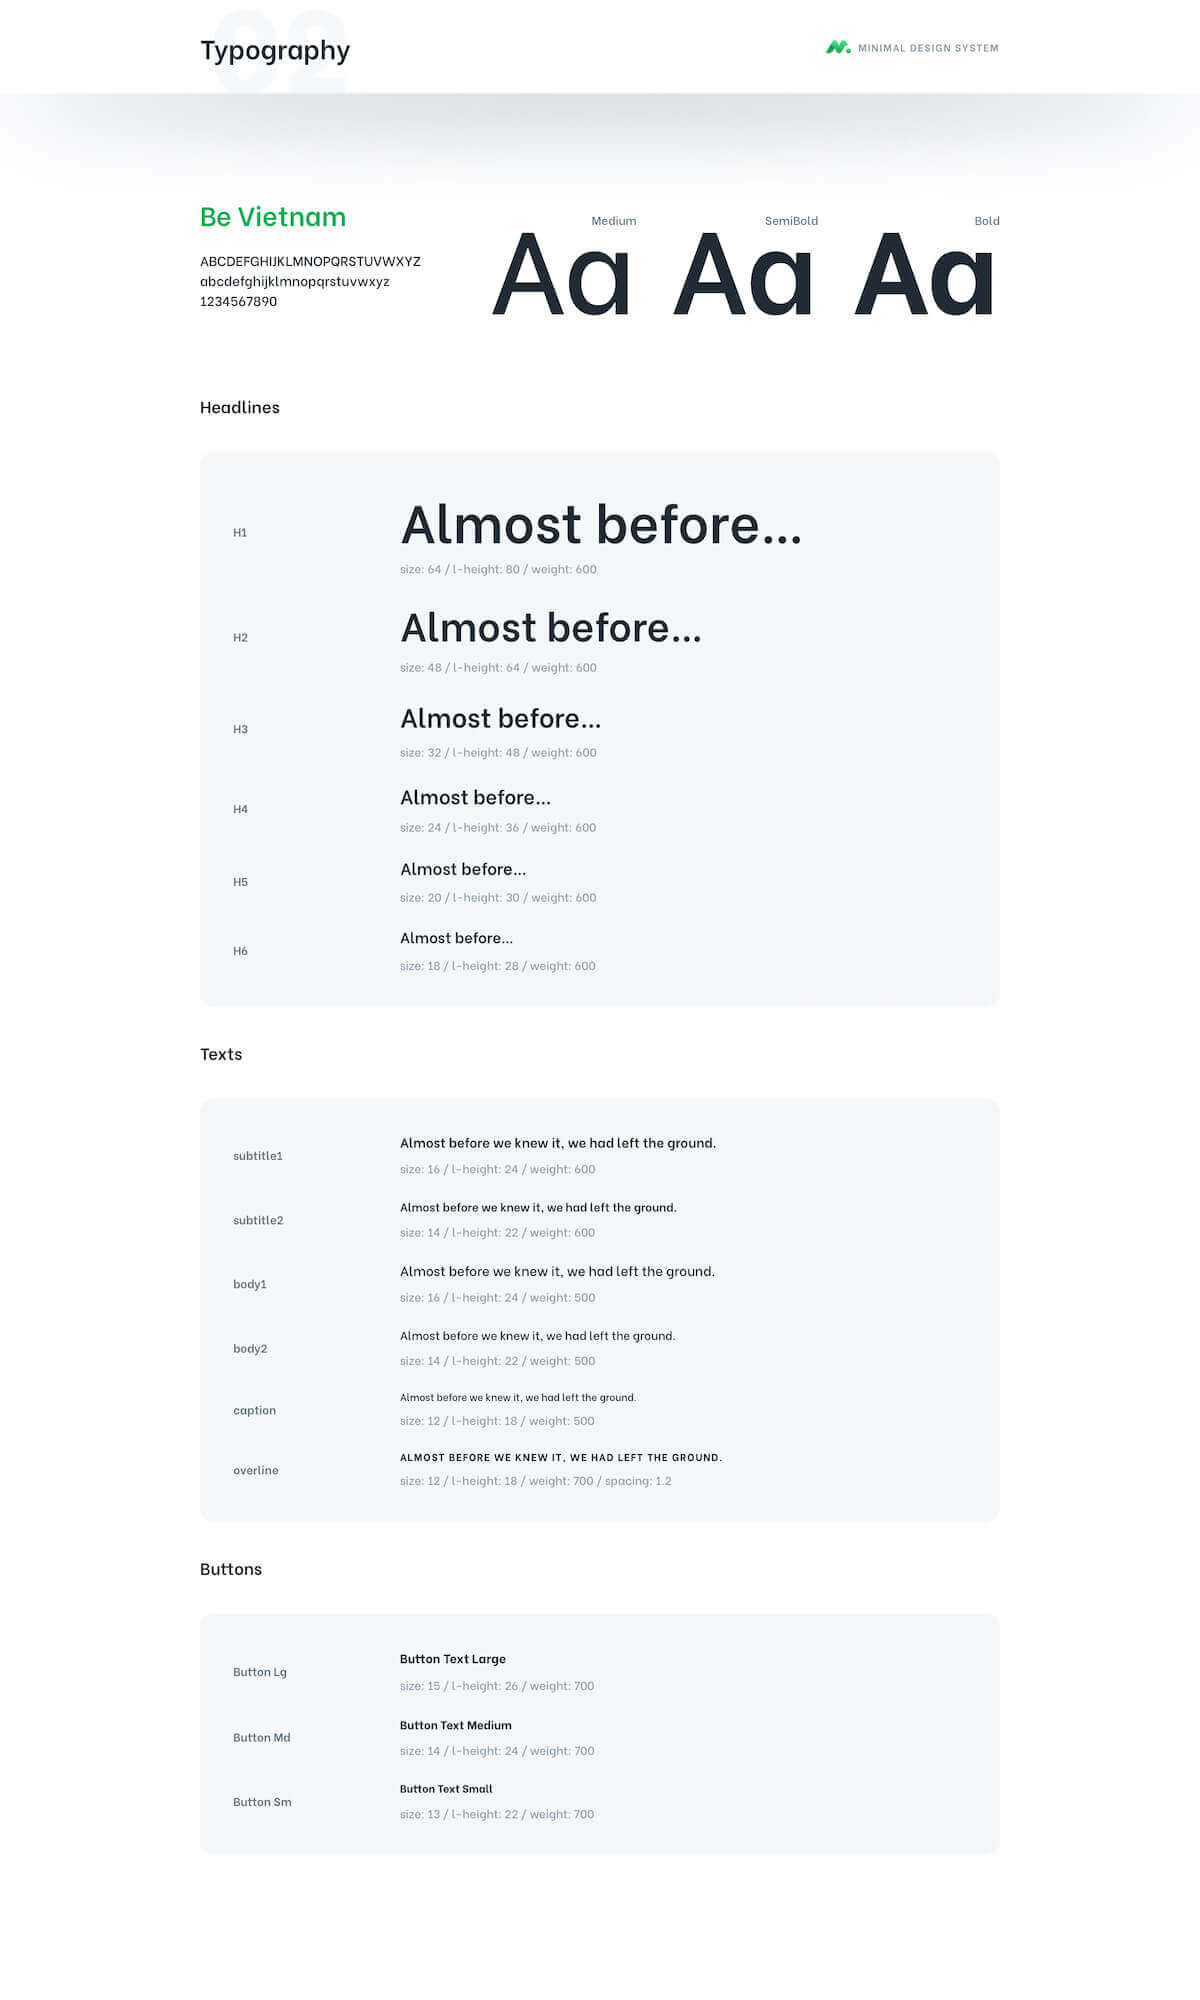 02
Typography
MINIMAL DESIGN SYSTEM
Be Vietnam
ABCDEFGHIJKLMNOPQRSTUVWXYZ
abcdefghijklmnopqrstuvwxyz
1234567890
Medium
Aa
SemiBold
Aa
Bold
Aa
Headlines
H1
Almost before...
size: 64 / l-height: 80 / weight: 600
H2
Almost before...
size: 48 / l-height: 64 / weight: 600
H3
Almost before...
size: 32 / l-height: 48 / weight: 600
H4
Almost before...
size: 24 / l-height: 36 / weight: 600
H5
Almost before...
size: 20 / l-height: 30 / weight: 600
H6
Almost before...
size: 18 / l-height: 28 / weight: 600
Texts
subtitle1
Almost before we knew it, we had left the ground.
size: 16 / l-height: 24 / weight: 600
subtitle2
Almost before we knew it, we had left the ground.
size: 14 / l-height: 22 / weight: 600
body1
Almost before we knew it, we had left the ground.
size: 16 / l-height: 24 / weight: 500
body2
Almost before we knew it, we had left the ground.
size: 14 / l-height: 22 / weight: 500
caption
Almost before we knew it, we had left the ground.
size: 12 / l-height: 18 / weight: 500
overline
ALMOST BEFORE WE KNEW IT, WE HAD LEFT THE GROUND.
size: 12 / l-height: 18 / weight: 700 / spacing: 1.2
Buttons
Button Lg
Button Text Large
size: 15 / l-height: 26 / weight: 700
Button Md
Button Text Medium
size: 14 / l-height: 24 / weight: 700
Button Sm
Button Text Small
size: 13 / l-height: 22 / weight: 700